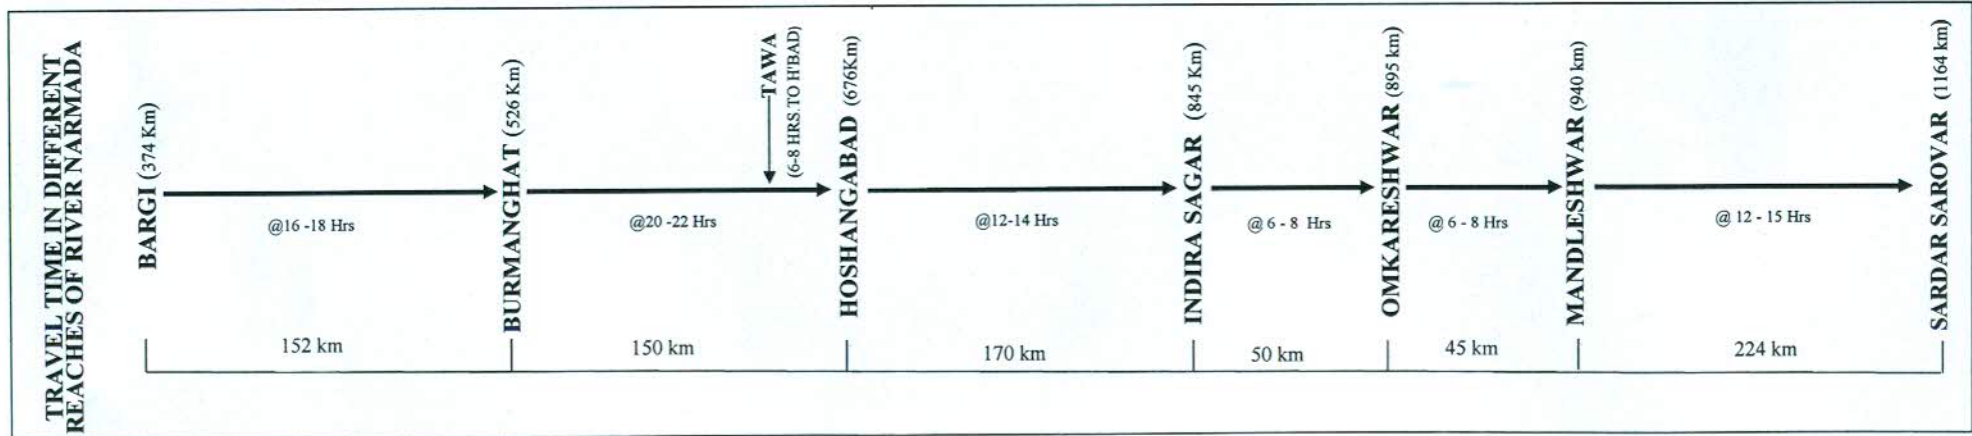 TRAVEL TIME IN DIFFERENT
REACHES OF RIVER NARMADA
BARGI (374 Km)
@16 -18 Hrs
BURMANGHAT (526 Km)
@20 -22 Hrs
TAWA
(6-8 HRS.TO H'BAD)
HOSHANGABAD (676Km)
@12-14 Hrs
INDIRA SAGAR (845 Km)
@ 6 - 8 Hrs
OMKARESHWAR (895 km)
@ 6 - 8 Hrs
MANDLESHWAR (940 km)
@ 12 - 15 Hrs
SARDAR SAROVAR (1164 km)
152 km
150 km
170 km
50 km
45 km
224 km